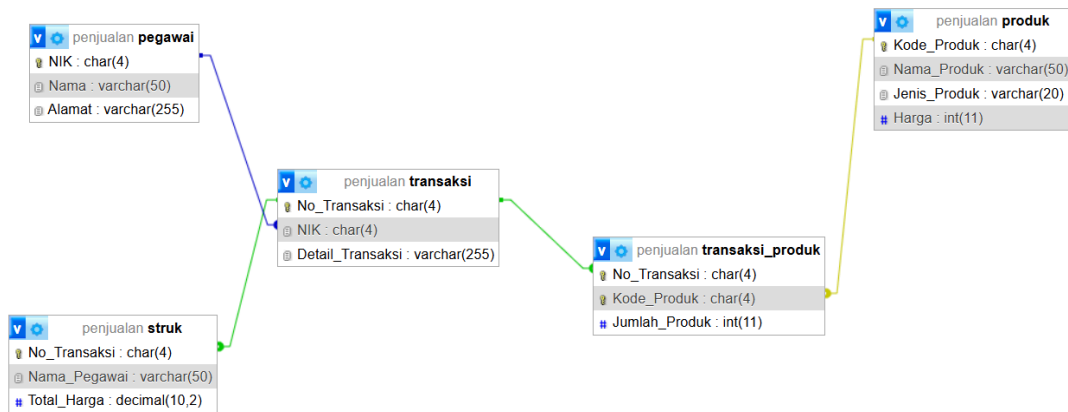 v penjualan pegawai
NIK : char(4)
Nama : varchar(50)
Alamat : varchar(255)
v penjualan produk
Kode_Produk : char(4)
Nama_Produk : varchar(50)
Jenis_Produk : varchar(20)
# Harga : int(11)
v penjualan transaksi
No_Transaksi : char(4)
NIK : char(4)
Detail_Transaksi : varchar(255)
v penjualan transaksi_produk
No_Transaksi : char(4)
Kode_Produk : char(4)
# Jumlah_Produk : int(11)
v penjualan struk
No_Transaksi : char(4)
Nama_Pegawai : varchar(50)
# Total_Harga : decimal(10,2)